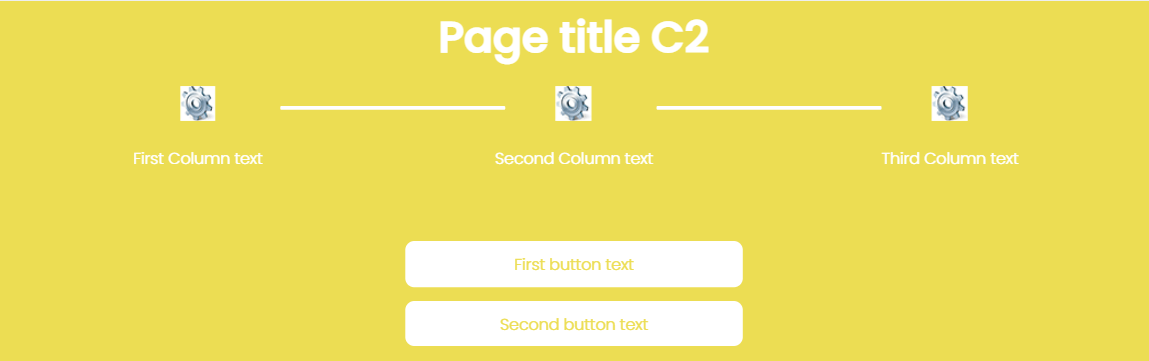 Page title C2
First Column text
Second Column text
Third Column text
First button text
Second button text